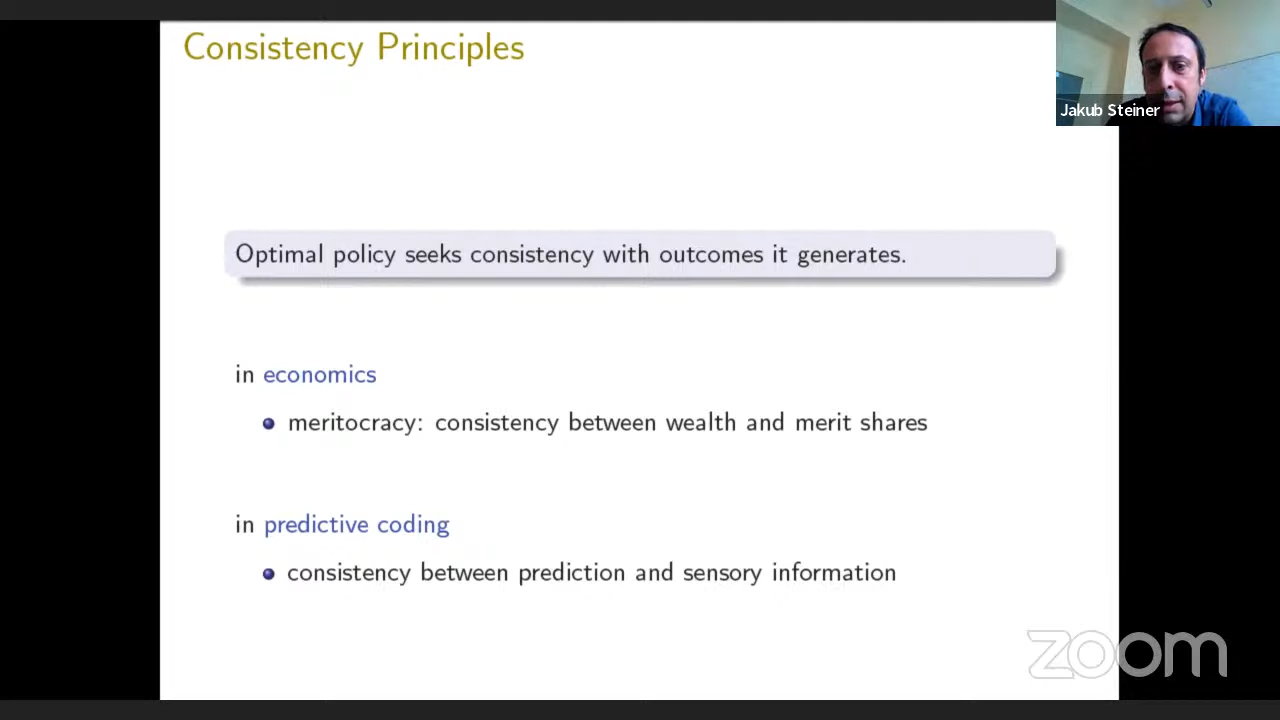 Consistency Principles
Jakub Steiner
Optimal policy seeks consistency with outcomes it generates.
in economics
meritocracy: consistency between wealth and merit shares
in predictive coding
consistency between prediction and sensory information
zoom